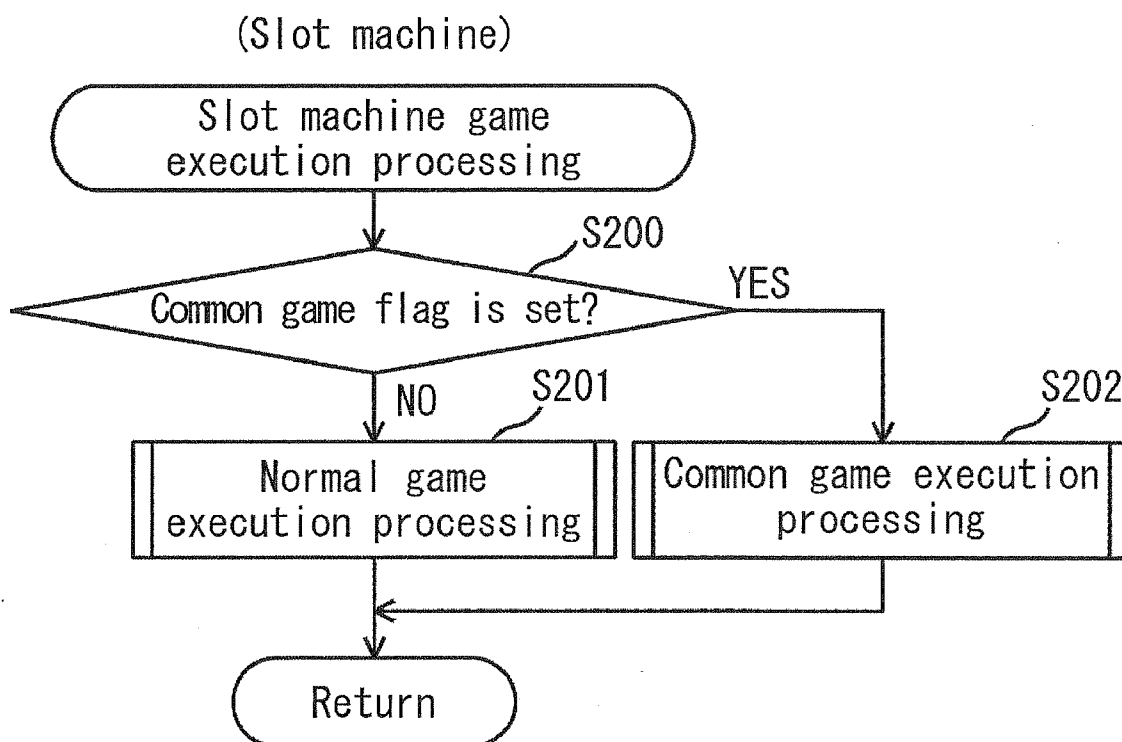 (Slot machine)
Slot machine game
execution processing
S200
Common game flag is set?
YES
NO
S201
S202
Normal game
execution processing
Common game execution
processing
Return